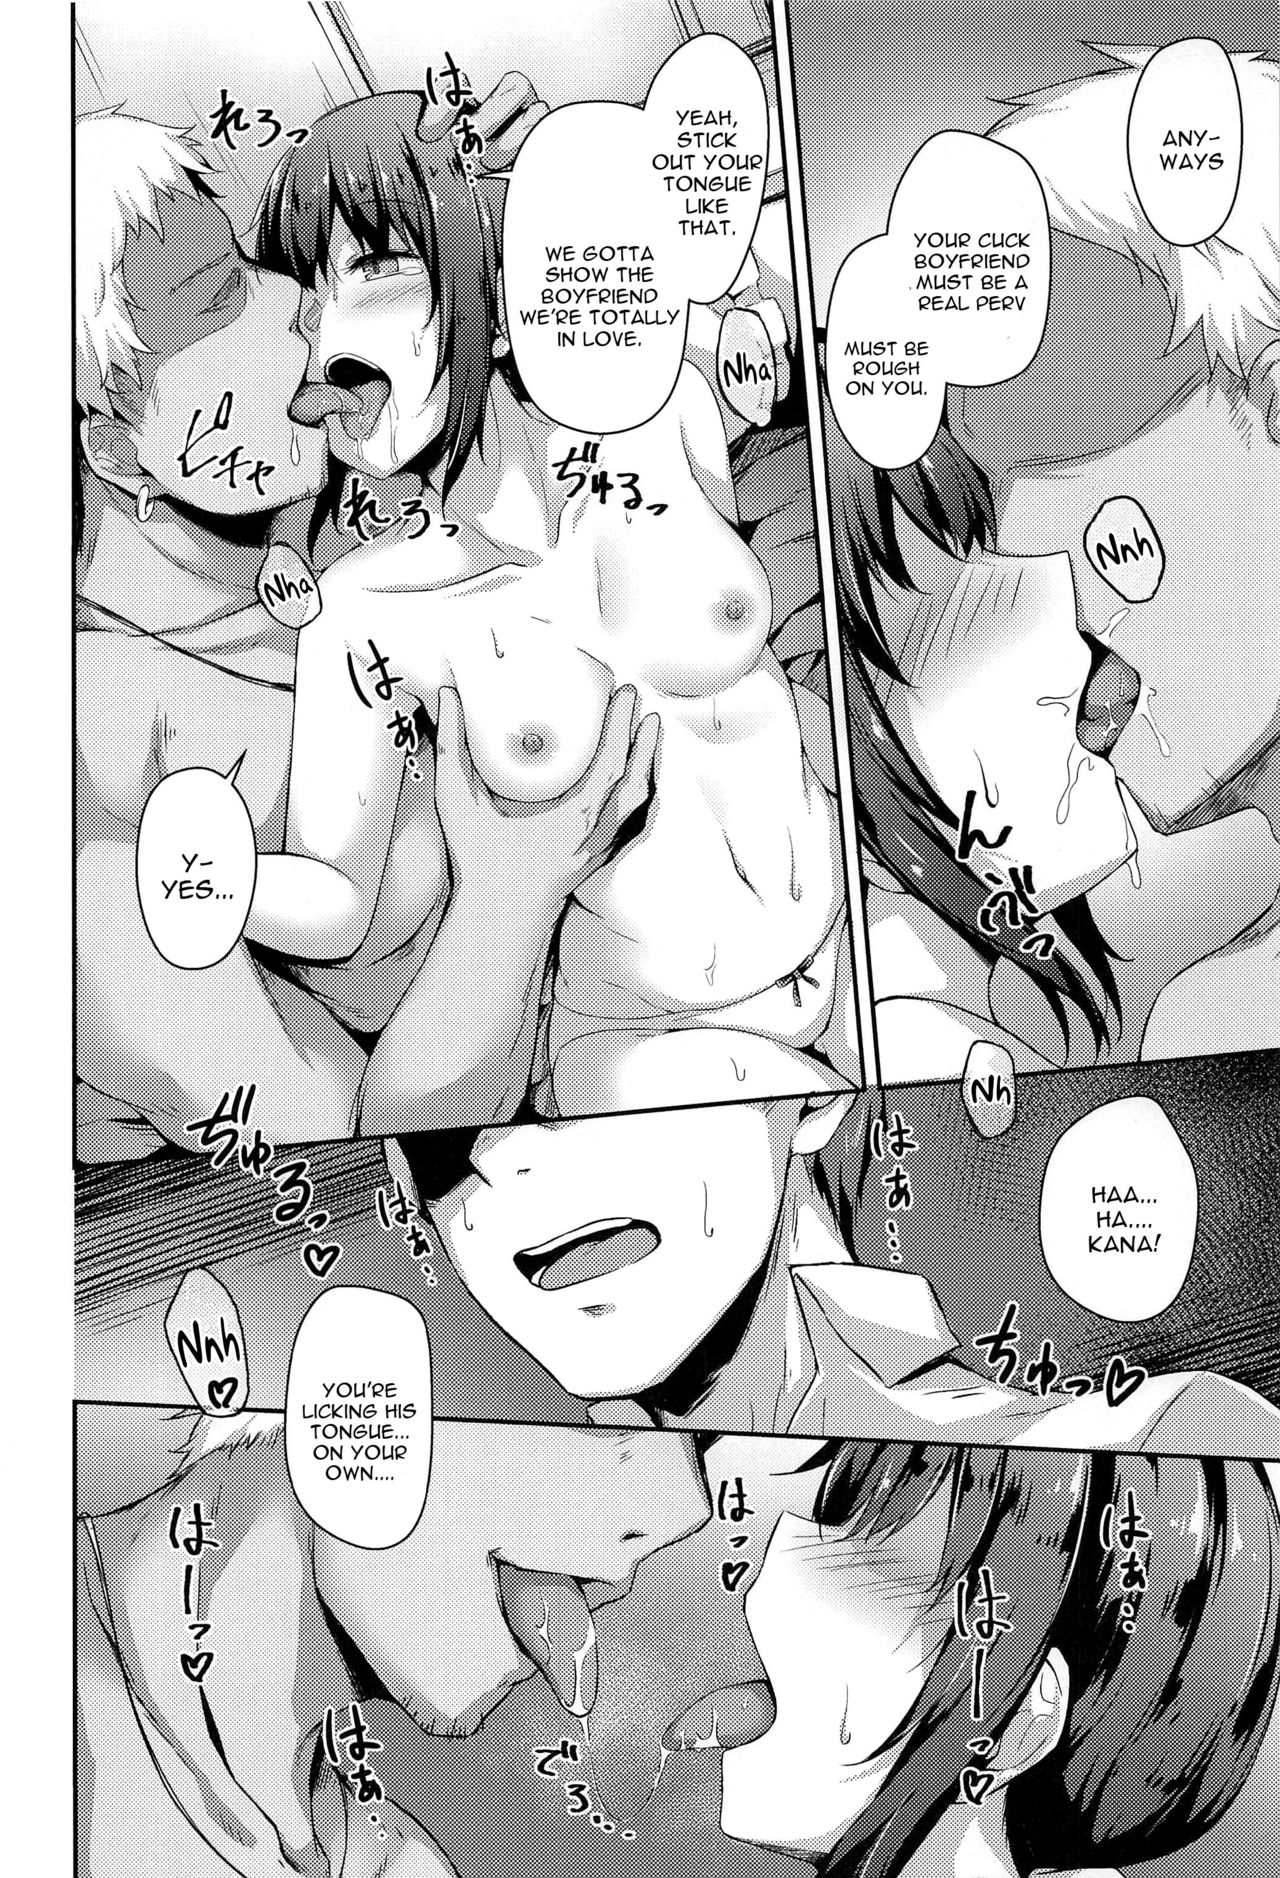 ANY-
WAYS
YOUR CUCK
BOYFRIEND
MUST BE A
REAL PERV
MUST BE
ROUGH
ON YOU.
Nnh
んぶっ
YEAH,
STICK
OUT YOUR
TONGUE
LIKE
THAT.
WE GOTTA
SHOW THE
BOYFRIEND
WE'RE TOTALLY
IN LOVE.
はぁ…
れろっ
Nha
ぢゅるっ
ピチャ
れろっ
Nha
はぁ…
Y-
YES...
Nh
HAA...
HA....
KANA!
はぁ…
はぁ…
ぢゅるっ♡
ちゅっ♡
Nnh
♡
YOU'RE
LICKING HIS
TONGUE...
ON YOUR
OWN....
はぁ…
はーっ♡
はっ♡
はーっ♡
はぁ…
でろ…